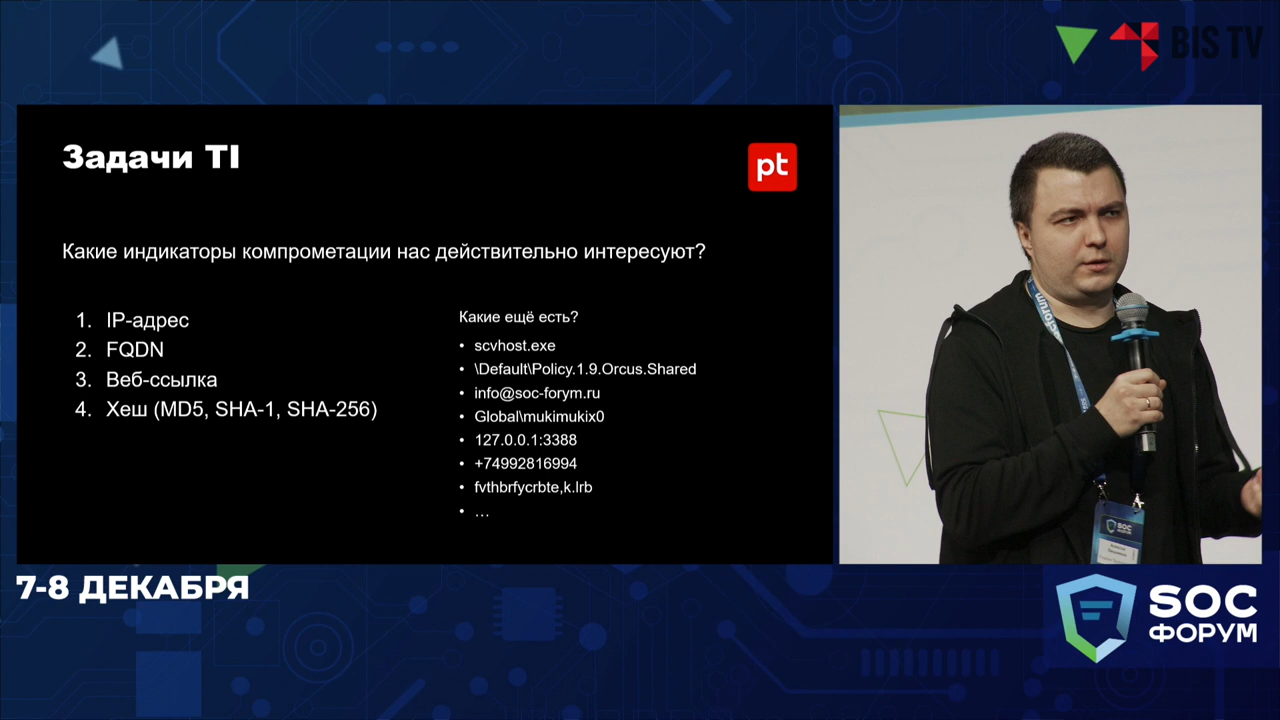 BIS TV
Задачи TI
pt
Какие индикаторы компрометации нас действительно интересуют?
1. IP-адрес
2. FQDN
3. Веб-ссылка
4. Хеш (MD5, SHA-1, SHA-256)
Какие ещё есть?
• scvhost.exe
• \Default\Policy.1.9.Orcus.Shared
• info@soc-forym.ru
• Global\mukimukix0
• 127.0.0.1:3388
• +74992816994
• fvthbrfycrbte,k.lrb
• …
SOC
7-8 ДЕКАБРЯ
SOC
ФОРУМ